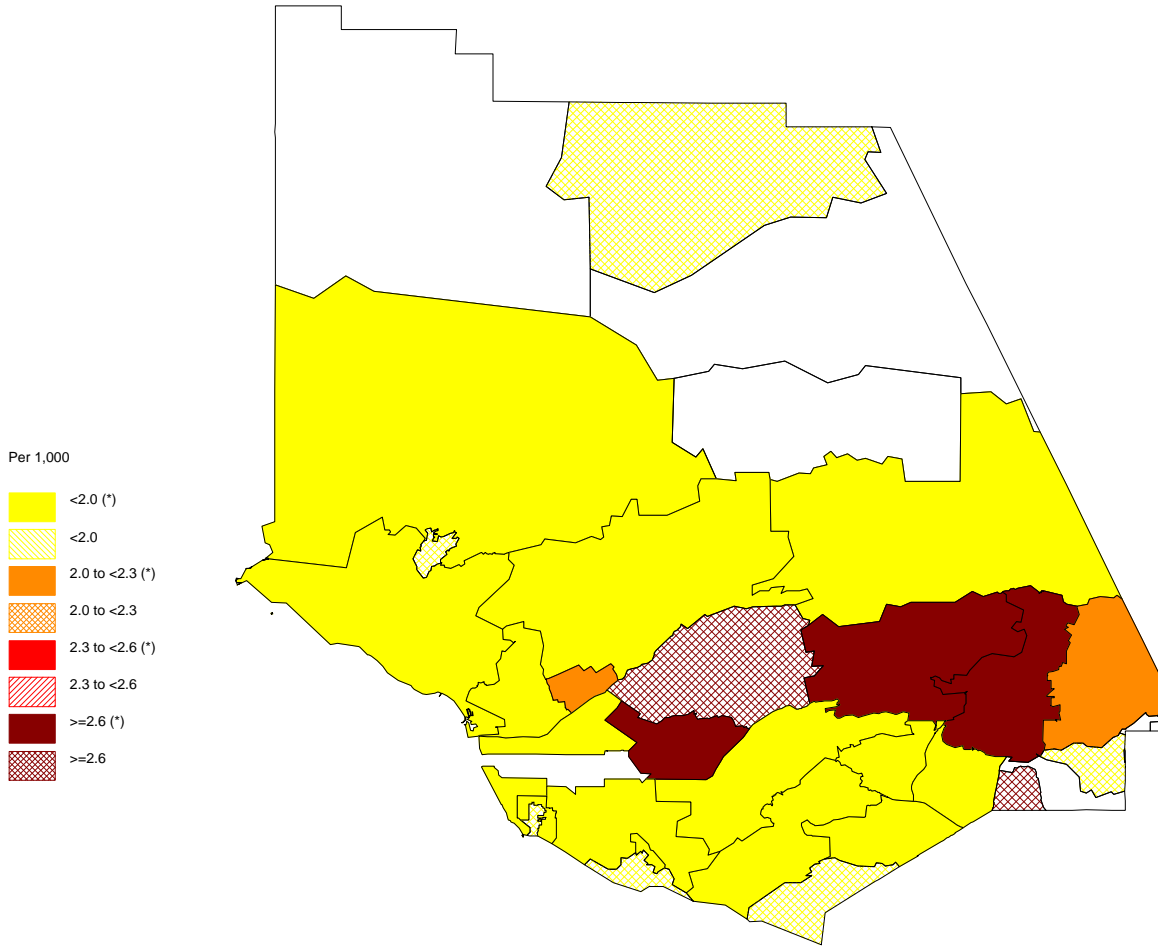 Per 1,000
<2.0 (*)
<2.0
2.0 to <2.3 (*)
2.0 to <2.3
2.3 to <2.6 (*)
2.3 to <2.6
>=2.6 (*)
>=2.6